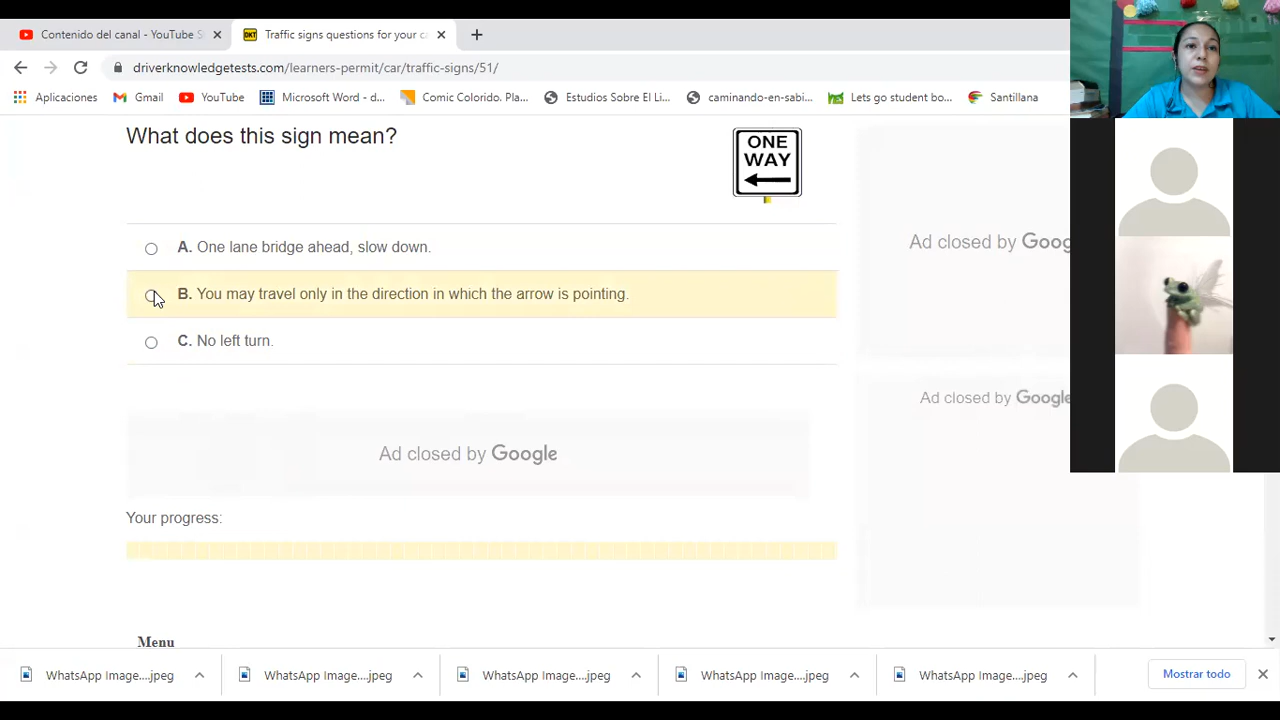 Contenido del canal - YouTube S
Traffic signs questions for your ca
driverknowledgetests.com/learners-permit/car/traffic-signs/51/
Aplicaciones
Gmail
YouTube
Microsoft Word - d...
Comic Colorido. Pla...
Estudios Sobre El Li...
caminando-en-sabi...
Lets go student bo...
Santillana
What does this sign mean?
ONE
WAY
A. One lane bridge ahead, slow down.
B. You may travel only in the direction in which the arrow is pointing.
C. No left turn.
Ad closed by Goog
Ad closed by Google
Ad closed by Google
Your progress:
Menu
WhatsApp Image....jpeg
WhatsApp Image....jpeg
WhatsApp Image....jpeg
WhatsApp Image....jpeg
WhatsApp Image....jpeg
Mostrar todo